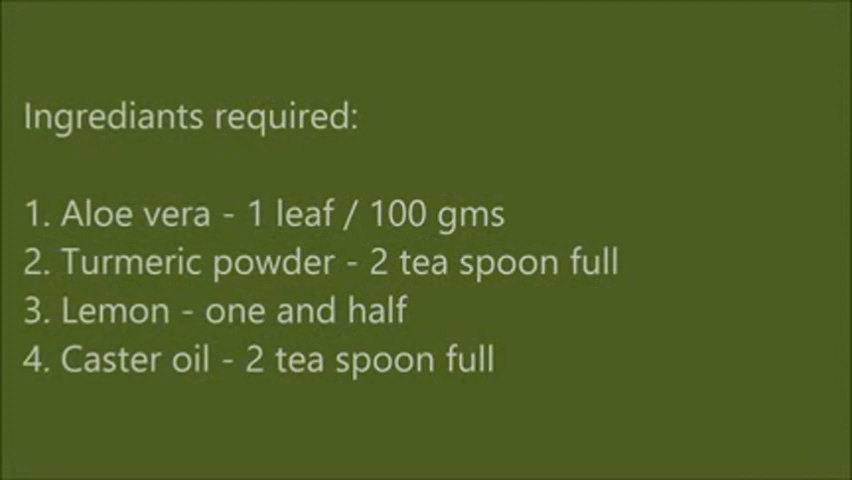 Ingrediants required:
1. Aloe vera - 1 leaf / 100 gms
2. Turmeric powder - 2 tea spoon full
3. Lemon - one and half
4. Caster oil - 2 tea spoon full